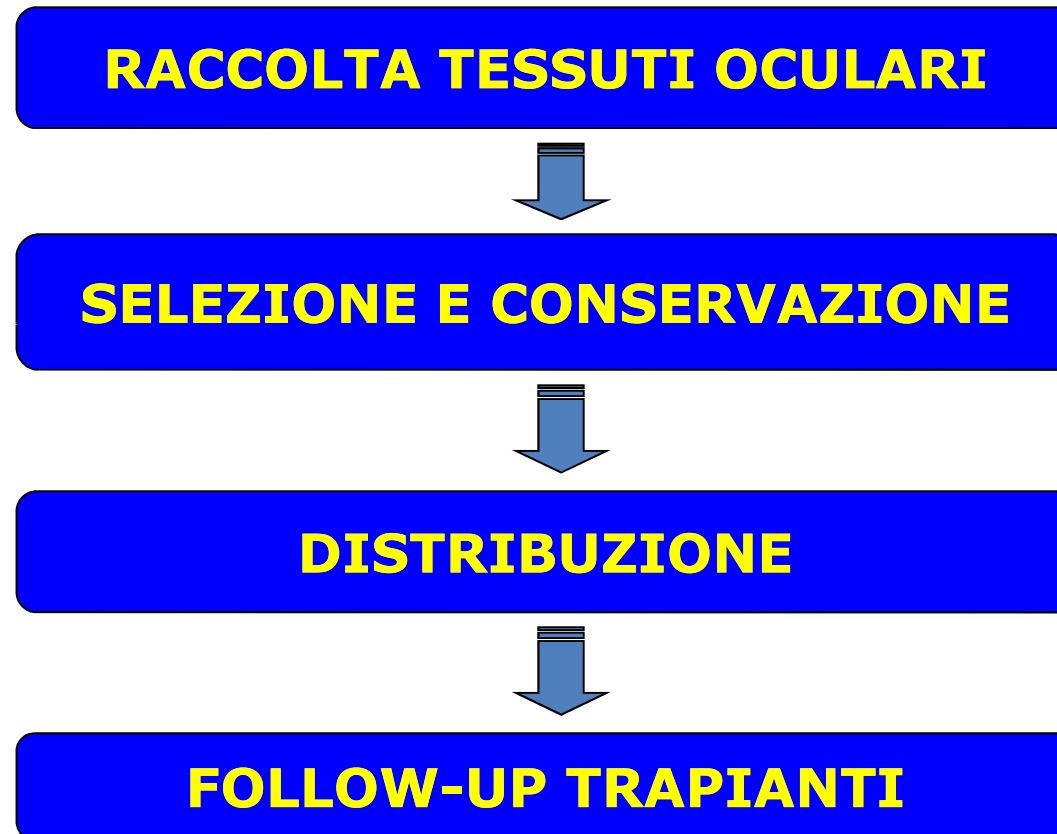 RACCOLTA TESSUTI OCULARI
SELEZIONE E CONSERVAZIONE
DISTRIBUZIONE
FOLLOW-UP TRAPIANTI